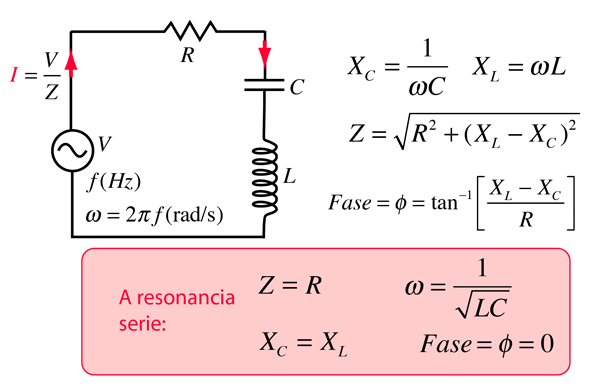 I = V/Z
R
C
V
L
f(Hz)
ω = 2π f(rad/s)
X_C = 1/ωC   X_L = ωL
Z = √(R² + (X_L − X_C)²)
Fase = ϕ = tan⁻¹[(X_L − X_C)/R]
A resonancia
serie:
Z = R   ω = 1/√LC
X_C = X_L   Fase = ϕ = 0